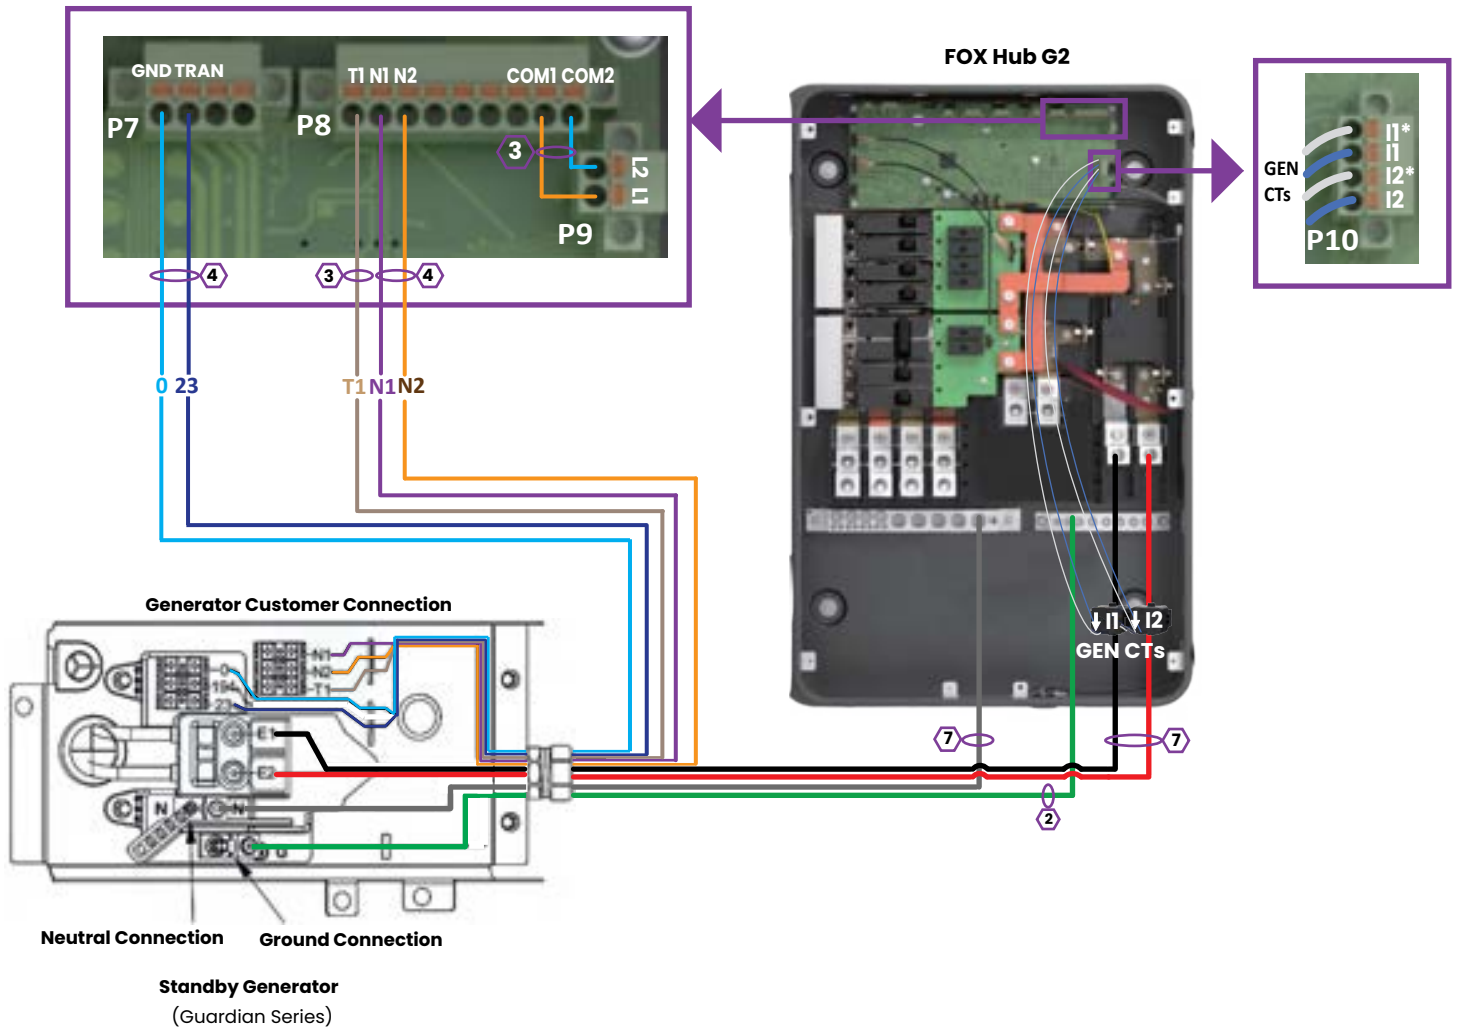 FOX Hub G2
GND TRAN
T1 N1 N2
COM1 COM2
P7
P8
3
L2
L1
P9
4
3
4
I1*
I1
I2*
I2
GEN
CTs
P10
0 23
T1 N1 N2
Generator Customer Connection
N1
N2
T1
0
194
23
E1
E2
N
N
G
I1
I2
GEN CTs
7
7
2
Neutral Connection
Ground Connection
Standby Generator
(Guardian Series)